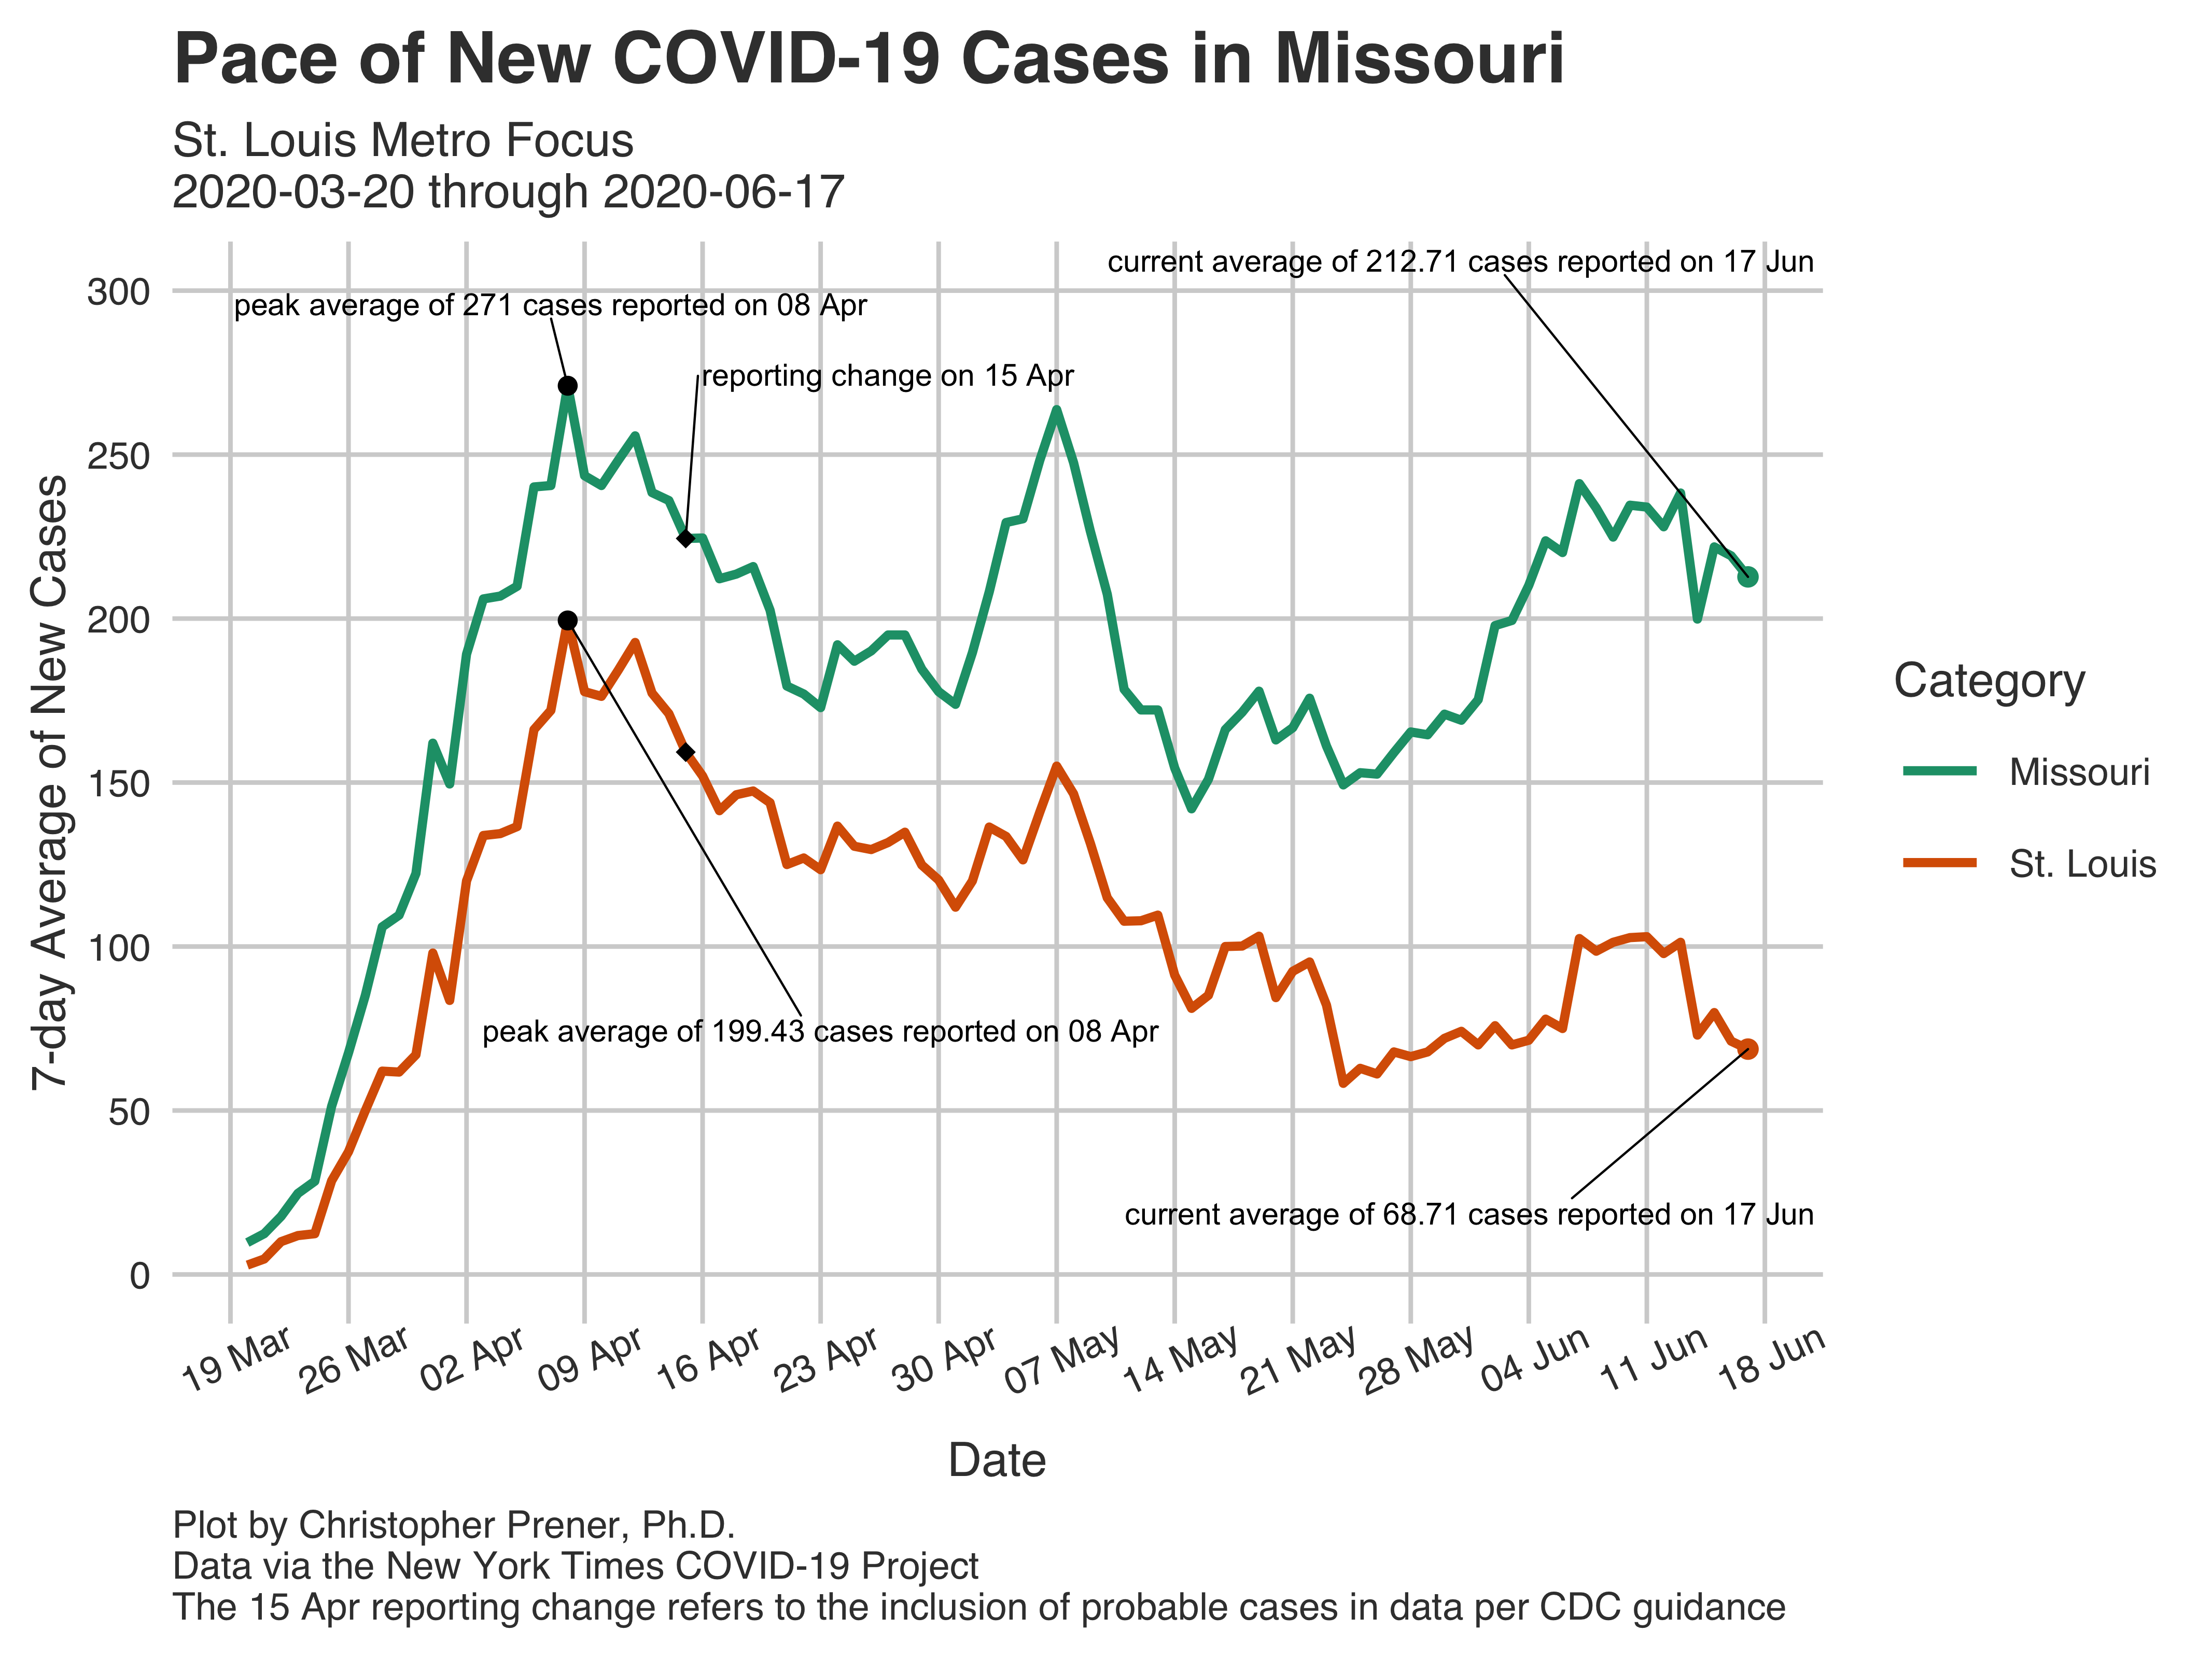 Pace of New COVID-19 Cases in Missouri
St. Louis Metro Focus
2020-03-20 through 2020-06-17
current average of 212.71 cases reported on 17 Jun
peak average of 271 cases reported on 08 Apr
reporting change on 15 Apr
peak average of 199.43 cases reported on 08 Apr
current average of 68.71 cases reported on 17 Jun
7-day Average of New Cases
300
250
200
150
100
50
0
19 Mar
26 Mar
02 Apr
09 Apr
16 Apr
23 Apr
30 Apr
07 May
14 May
21 May
28 May
04 Jun
11 Jun
18 Jun
Date
Category
Missouri
St. Louis
Plot by Christopher Prener, Ph.D.
Data via the New York Times COVID-19 Project
The 15 Apr reporting change refers to the inclusion of probable cases in data per CDC guidance